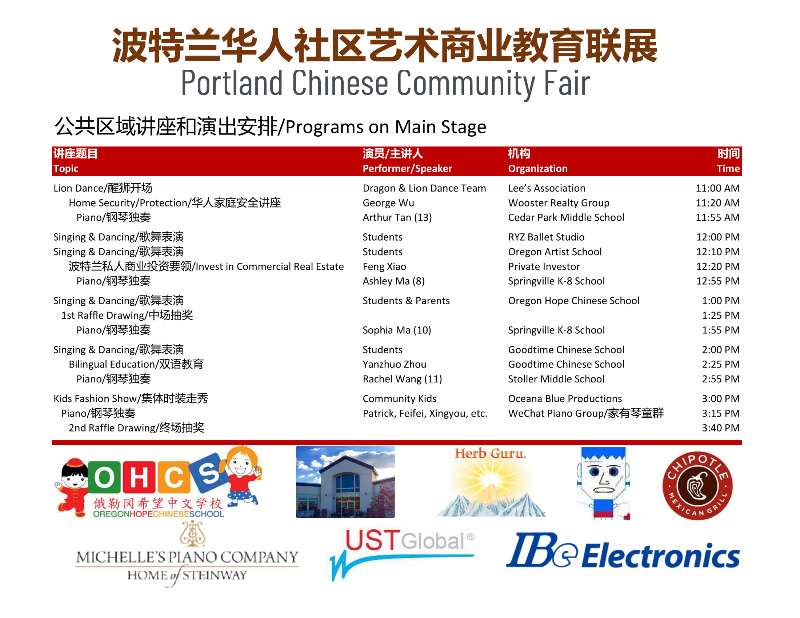 波特兰华人社区艺术商业教育联展
Portland Chinese Community Fair
公共区域讲座和演出安排/Programs on Main Stage
讲座题目 演员/主讲人 机构 时间
Topic Performer/Speaker Organization Time
Lion Dance/醒狮开场 Dragon & Lion Dance Team Lee's Association 11:00 AM
Home Security/Protection/华人家庭安全讲座 George Wu Wooster Realty Group 11:20 AM
Piano/钢琴独奏 Arthur Tan (13) Cedar Park Middle School 11:55 AM
Singing & Dancing/歌舞表演 Students RYZ Ballet Studio 12:00 PM
Singing & Dancing/歌舞表演 Students Oregon Artist School 12:10 PM
波特兰私人商业投资要领/Invest in Commercial Real Estate Feng Xiao Private Investor 12:20 PM
Piano/钢琴独奏 Ashley Ma (8) Springville K-8 School 12:55 PM
Singing & Dancing/歌舞表演 Students & Parents Oregon Hope Chinese School 1:00 PM
1st Raffle Drawing/中场抽奖 1:25 PM
Piano/钢琴独奏 Sophia Ma (10) Springville K-8 School 1:55 PM
Singing & Dancing/歌舞表演 Students Goodtime Chinese School 2:00 PM
Bilingual Education/双语教育 Yanzhuo Zhou Goodtime Chinese School 2:25 PM
Piano/钢琴独奏 Rachel Wang (11) Stoller Middle School 2:55 PM
Kids Fashion Show/集体时装走秀 Community Kids Oceana Blue Productions 3:00 PM
Piano/钢琴独奏 Patrick, Feifei, Xingyou, etc. WeChat Piano Group/家有琴童群 3:15 PM
2nd Raffle Drawing/终场抽奖 3:40 PM
OHCS
俄勒冈希望中文学校
OREGONHOPECHINESESCHOOL
Herb Guru.
CHIPOTLE
MEXICAN GRILL
MICHELLE'S PIANO COMPANY
HOME of STEINWAY
UST Global®
IBe Electronics